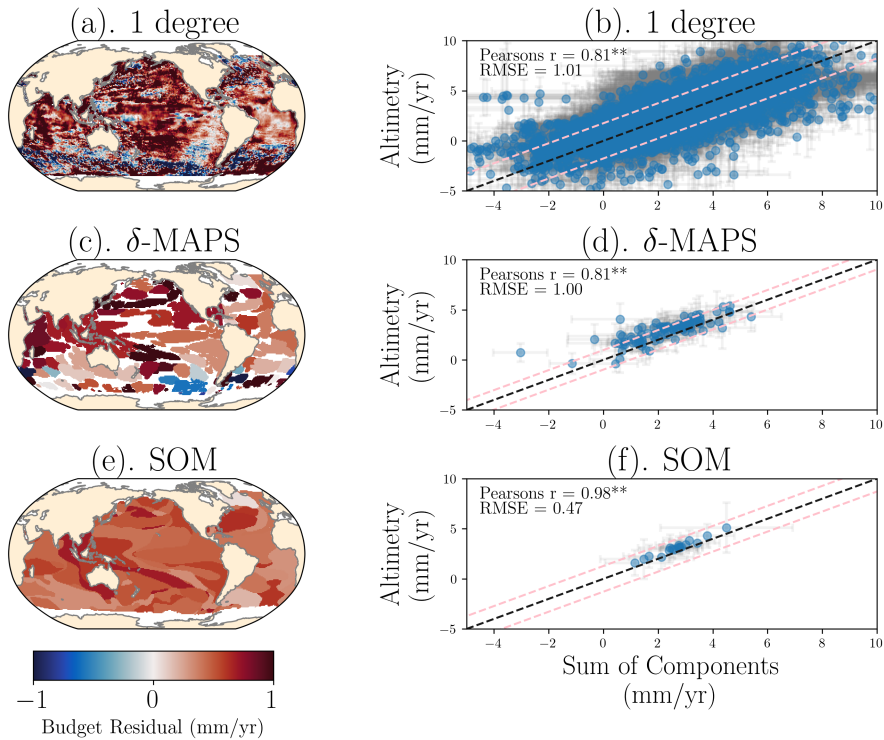 (a). 1 degree
(b). 1 degree
Pearsons r = 0.81**
RMSE = 1.01
10
5
0
−5
Altimetry
(mm/yr)
−4 −2 0 2 4 6 8 10
(c). δ-MAPS
(d). δ-MAPS
Pearsons r = 0.81**
RMSE = 1.00
10
5
0
−5
Altimetry
(mm/yr)
−4 −2 0 2 4 6 8 10
(e). SOM
(f). SOM
Pearsons r = 0.98**
RMSE = 0.47
10
5
0
−5
Altimetry
(mm/yr)
−4 −2 0 2 4 6 8 10
Sum of Components
(mm/yr)
−1 0 1
Budget Residual (mm/yr)